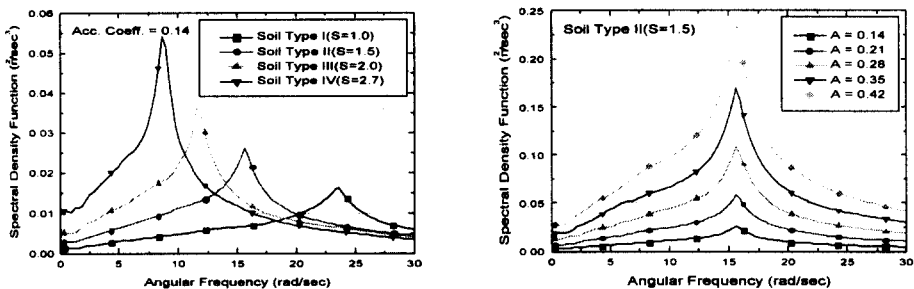 Acc. Coeff. = 0.14
Soil Type I(S=1.0)
Soil Type II(S=1.5)
Soil Type III(S=2.0)
Soil Type IV(S=2.7)
Spectral Density Function (m²/sec³)
0.06
0.05
0.04
0.03
0.02
0.01
0.00
0 5 10 15 20 25 30
Angular Frequency (rad/sec)
Soil Type II(S=1.5)
A = 0.14
A = 0.21
A = 0.28
A = 0.35
A = 0.42
Spectral Density Function (m²/sec³)
0.25
0.20
0.15
0.10
0.05
0.00
0 5 10 15 20 25 30
Angular Frequency (rad/sec)